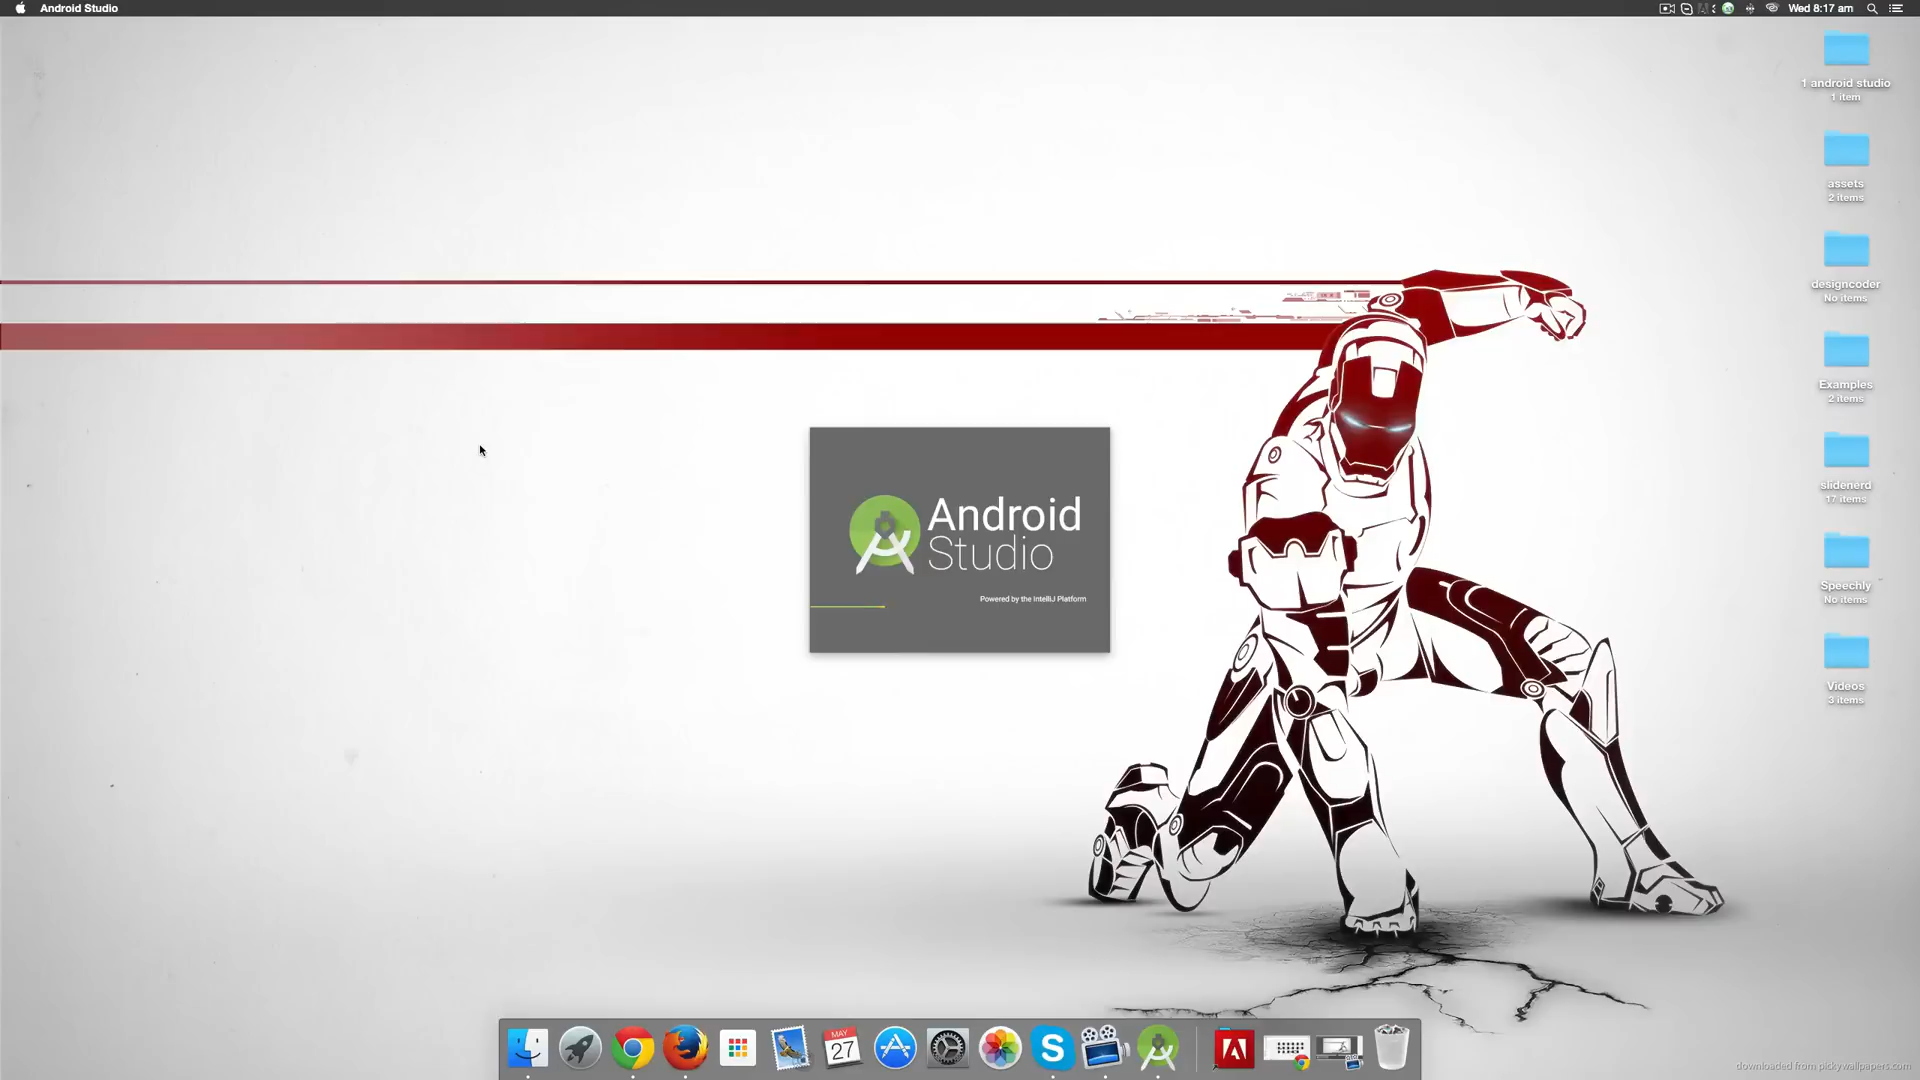 Android Studio
Wed 8:17 am
1 android studio
1 item
assets
2 items
designcoder
No items
Examples
2 items
slidenerd
17 items
Speechly
No items
Videos
3 items
Android
Studio
Powered by the IntelliJ Platform
MAY
27
downloaded from pickywallpapers.com